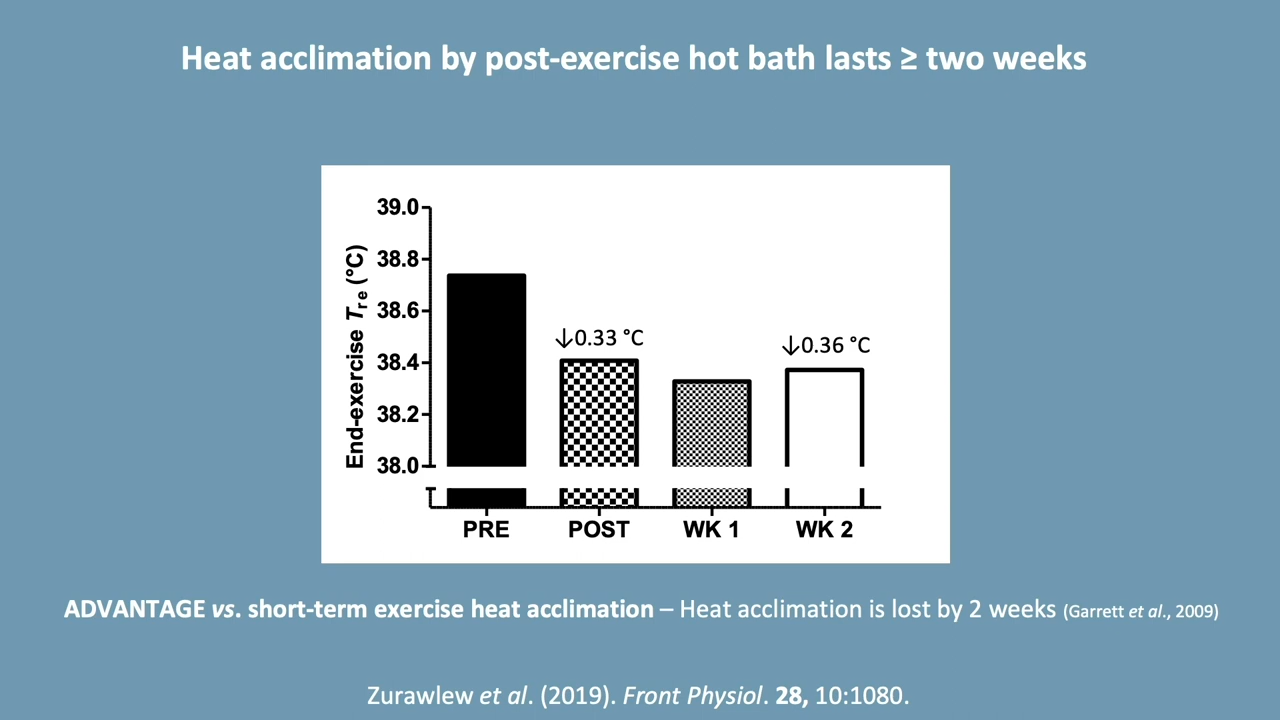 Heat acclimation by post-exercise hot bath lasts ≥ two weeks
End-exercise Tre (°C)
39.0
38.8
38.6
38.4
38.2
38.0
↓0.33 °C
↓0.36 °C
PRE
POST
WK 1
WK 2
ADVANTAGE vs. short-term exercise heat acclimation – Heat acclimation is lost by 2 weeks (Garrett et al., 2009)
Zurawlew et al. (2019). Front Physiol. 28, 10:1080.